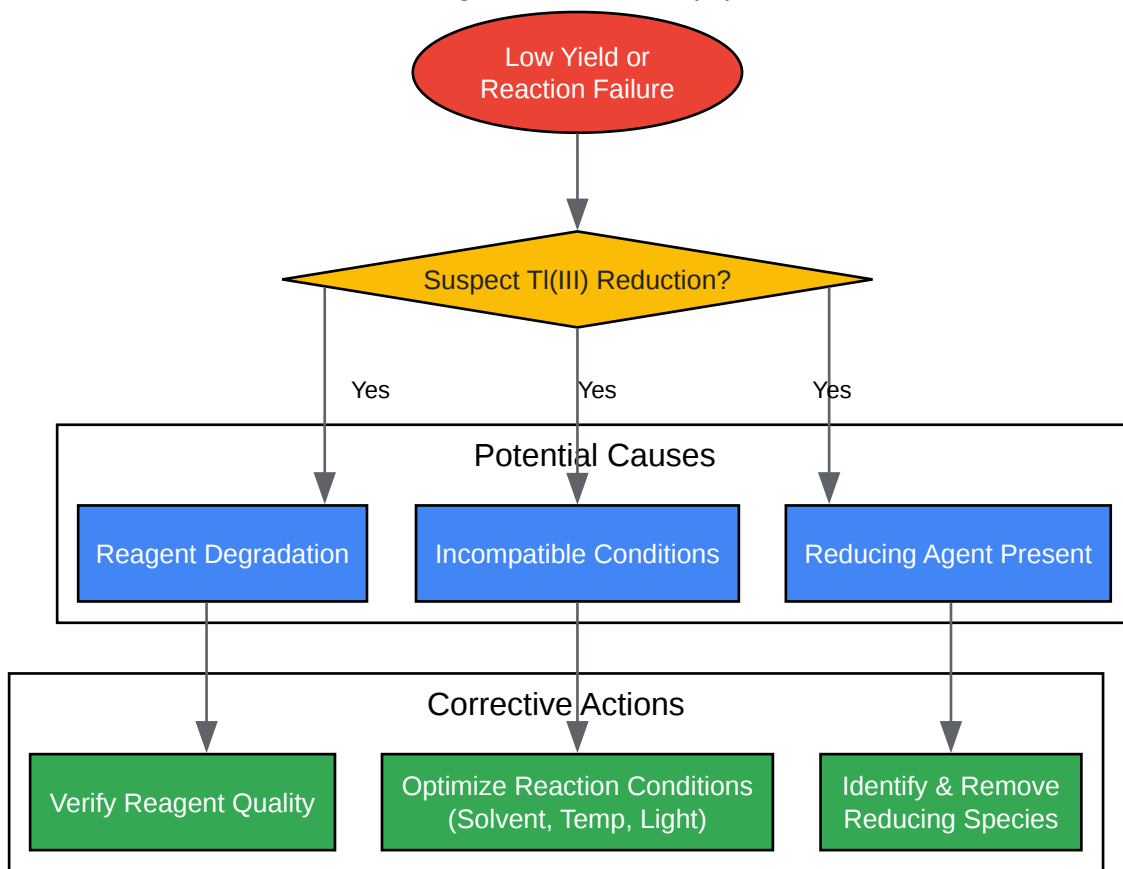 Low Yield or
Reaction Failure
Suspect Tl(III) Reduction?
Yes
Yes
Yes
Potential Causes
Reagent Degradation
Incompatible Conditions
Reducing Agent Present
Corrective Actions
Verify Reagent Quality
Optimize Reaction Conditions
(Solvent, Temp, Light)
Identify & Remove
Reducing Species